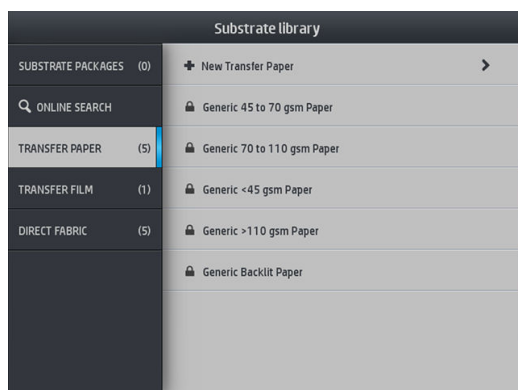 Substrate library
SUBSTRATE PACKAGES (0)
ONLINE SEARCH
TRANSFER PAPER (5)
TRANSFER FILM (1)
DIRECT FABRIC (5)
New Transfer Paper
Generic 45 to 70 gsm Paper
Generic 70 to 110 gsm Paper
Generic <45 gsm Paper
Generic >110 gsm Paper
Generic Backlit Paper